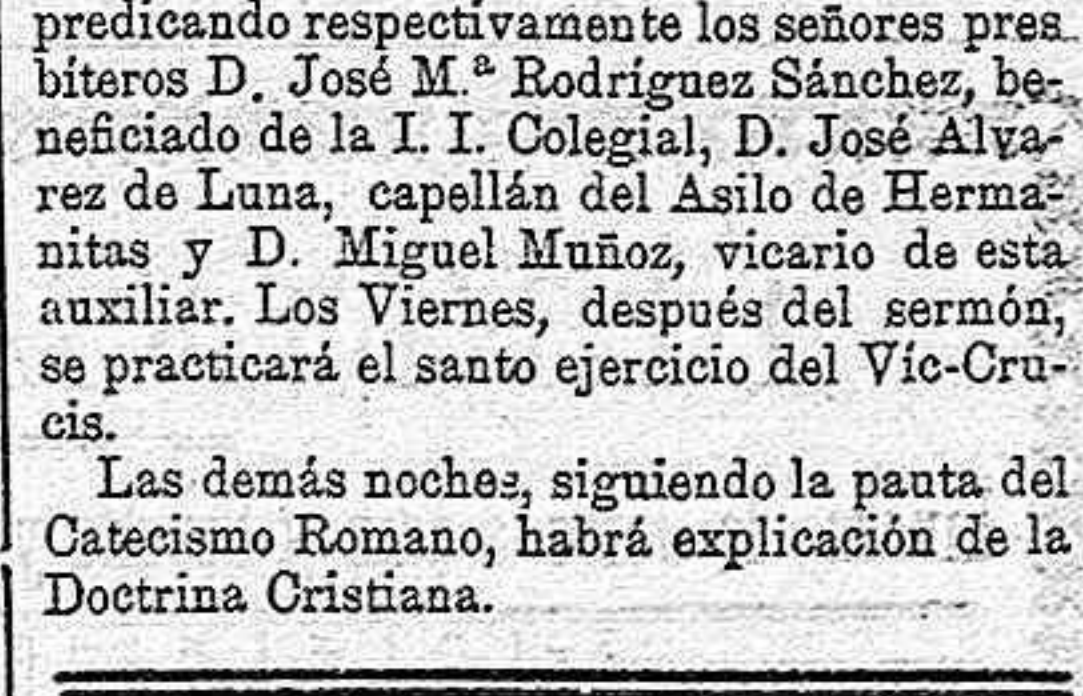 predicando respectivamente los señores pres-
bíteros D. José M.ª Rodríguez Sánchez, be-
neficiado de la I. I. Colegial, D. José Alva-
rez de Luna, capellán del Asilo de Herma-
nitas y D. Miguel Muñoz, vicario de esta
auxiliar. Los Viernes, después del sermón,
se practicará el santo ejercicio del Víc-Cru-
cis.
Las demás noches, siguiendo la pauta del
Catecismo Romano, habrá explicación de la
Doctrina Cristiana.